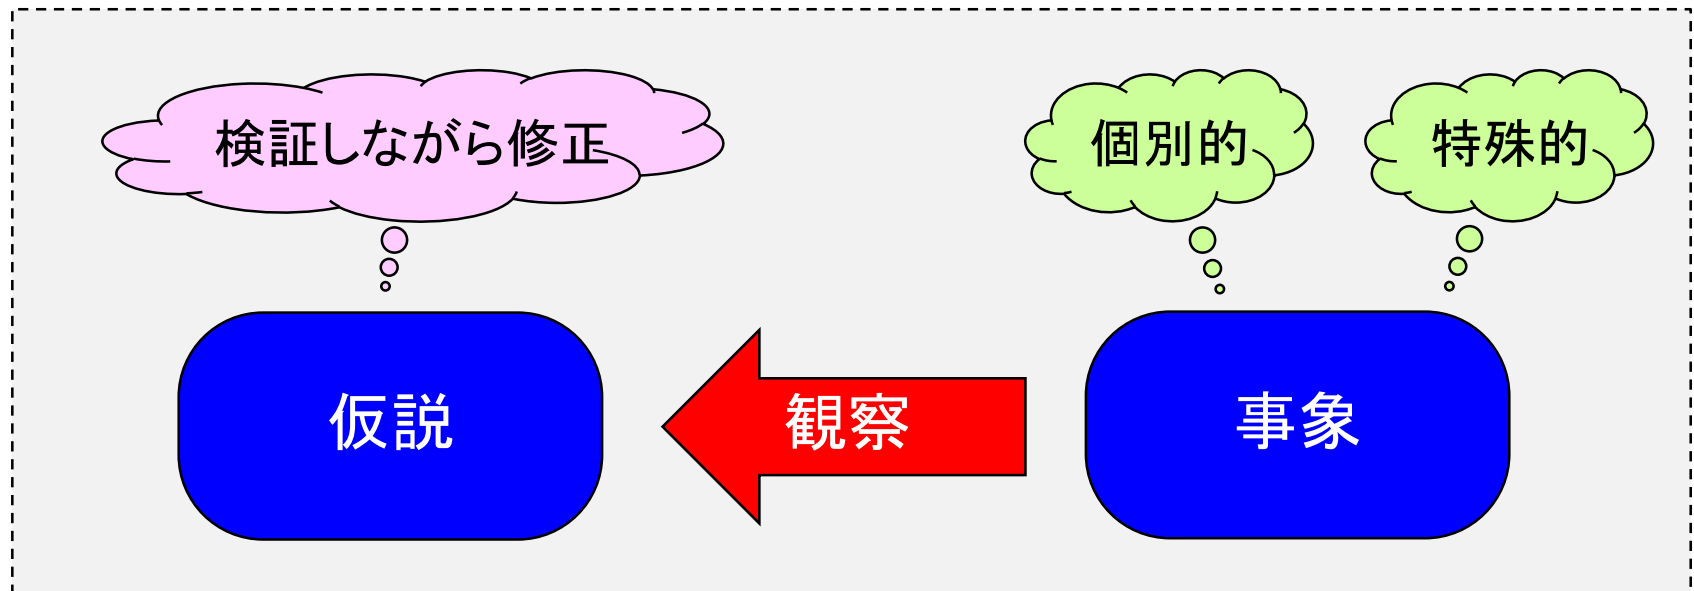 検証しながら修正
個別的
特殊的
仮説
観察
事象